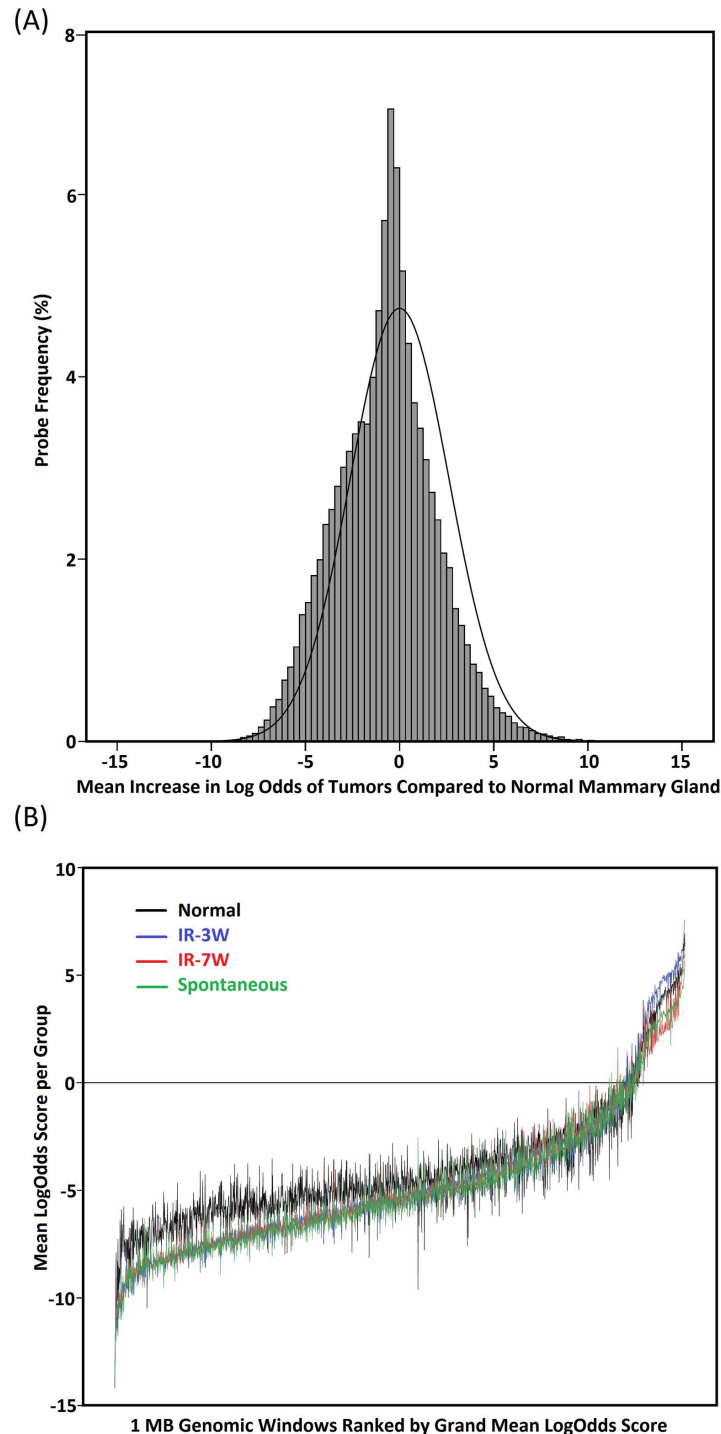 (A)
8
6
4
2
0
Probe Frequency (%)
-15 -10 -5 0 5 10 15
Mean Increase in Log Odds of Tumors Compared to Normal Mammary Gland
(B)
10
5
0
-5
-10
-15
Mean LogOdds Score per Group
Normal
IR-3W
IR-7W
Spontaneous
1 MB Genomic Windows Ranked by Grand Mean LogOdds Score